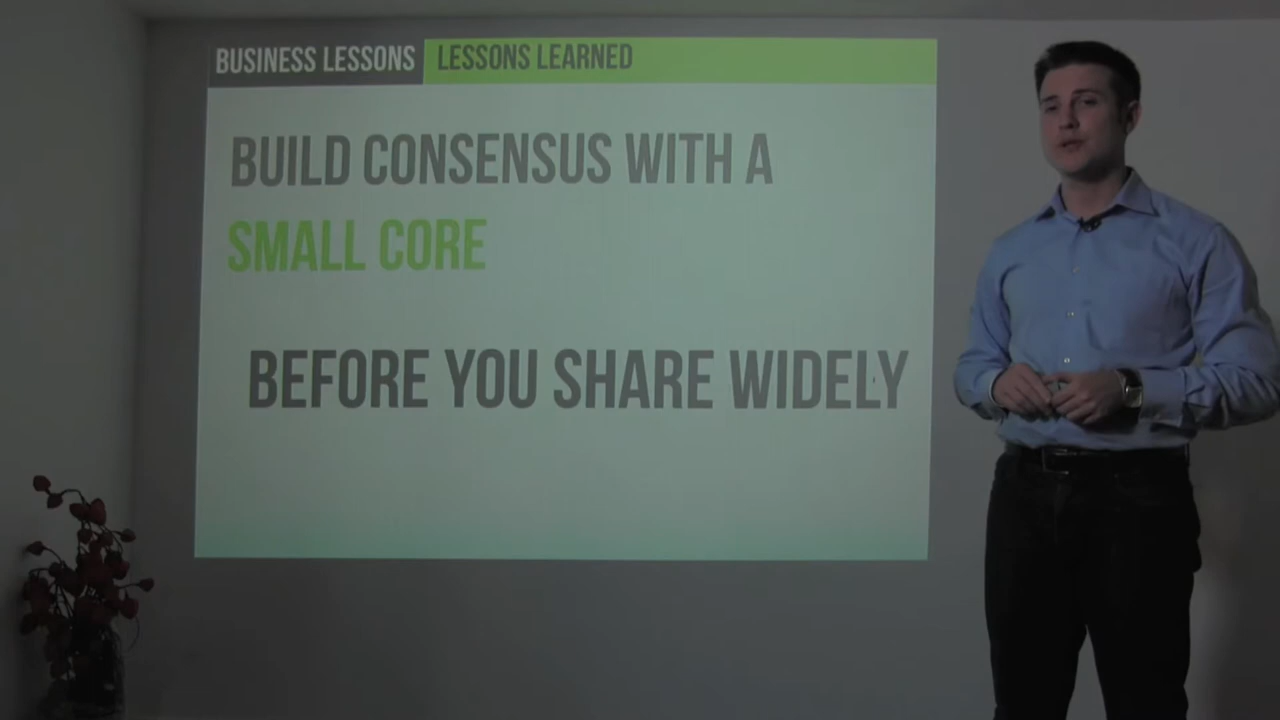 BUSINESS LESSONS LESSONS LEARNED
BUILD CONSENSUS WITH A
SMALL CORE
BEFORE YOU SHARE WIDELY